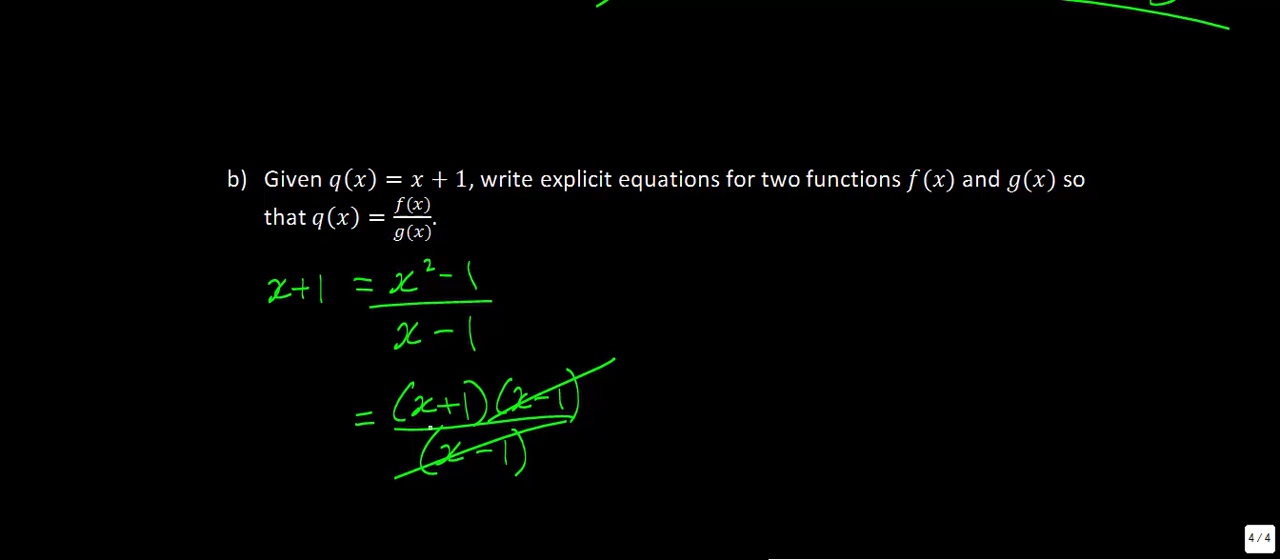 b) Given q(x) = x + 1, write explicit equations for two functions f(x) and g(x) so
that q(x) = f(x)/g(x).
x+1 = x² - 1
x - 1
= (x+1)(x-1)
(x-1)
4 / 4